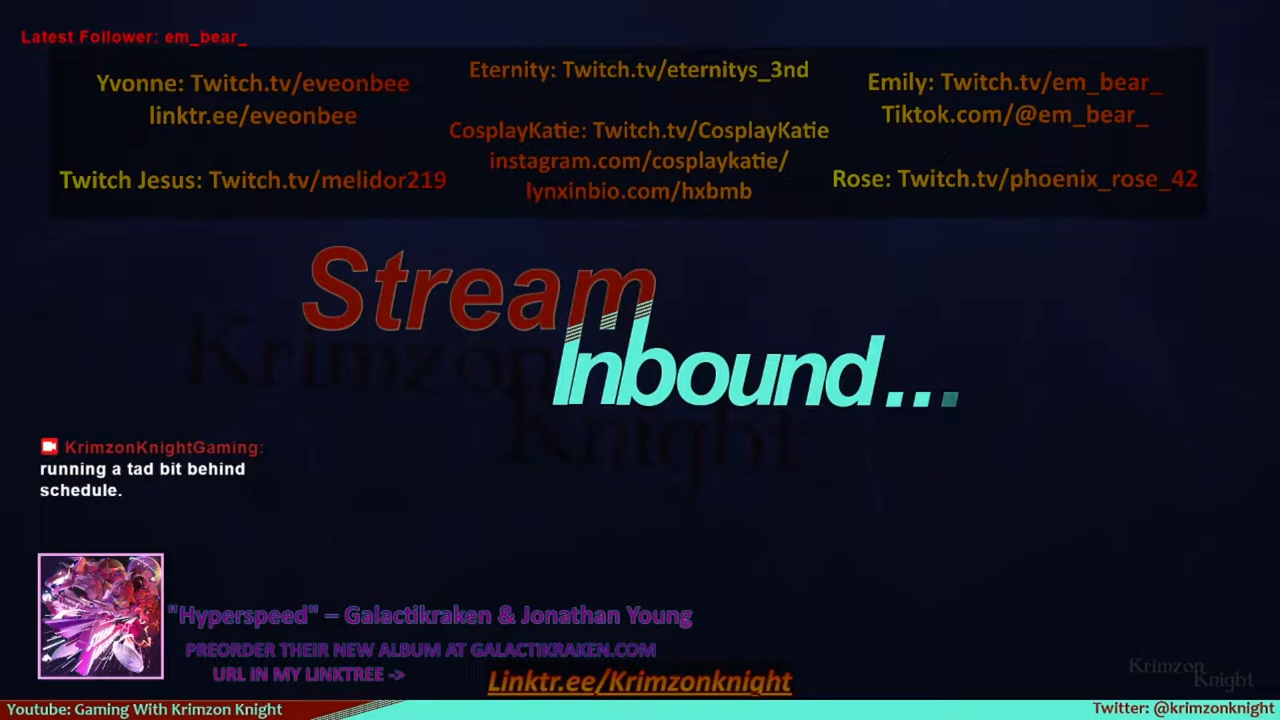 Latest Follower: em_bear_
Yvonne: Twitch.tv/eveonbee
linktr.ee/eveonbee
Twitch Jesus: Twitch.tv/melidor219
Eternity: Twitch.tv/eternitys_3nd
CosplayKatie: Twitch.tv/CosplayKatie
instagram.com/cosplaykatie/
lynxinbio.com/hxbmb
Emily: Twitch.tv/em_bear_
Tiktok.com/@em_bear_
Rose: Twitch.tv/phoenix_rose_42
Stream
Inbound...
Krimzon
Knight
KrimzonKnightGaming:
running a tad bit behind
schedule.
"Hyperspeed" – Galactikraken & Jonathan Young
PREORDER THEIR NEW ALBUM AT GALACTIKRAKEN.COM
URL IN MY LINKTREE ->
Linktr.ee/Krimzonknight
Krimzon
Knight
Youtube: Gaming With Krimzon Knight
Twitter: @krimzonknight